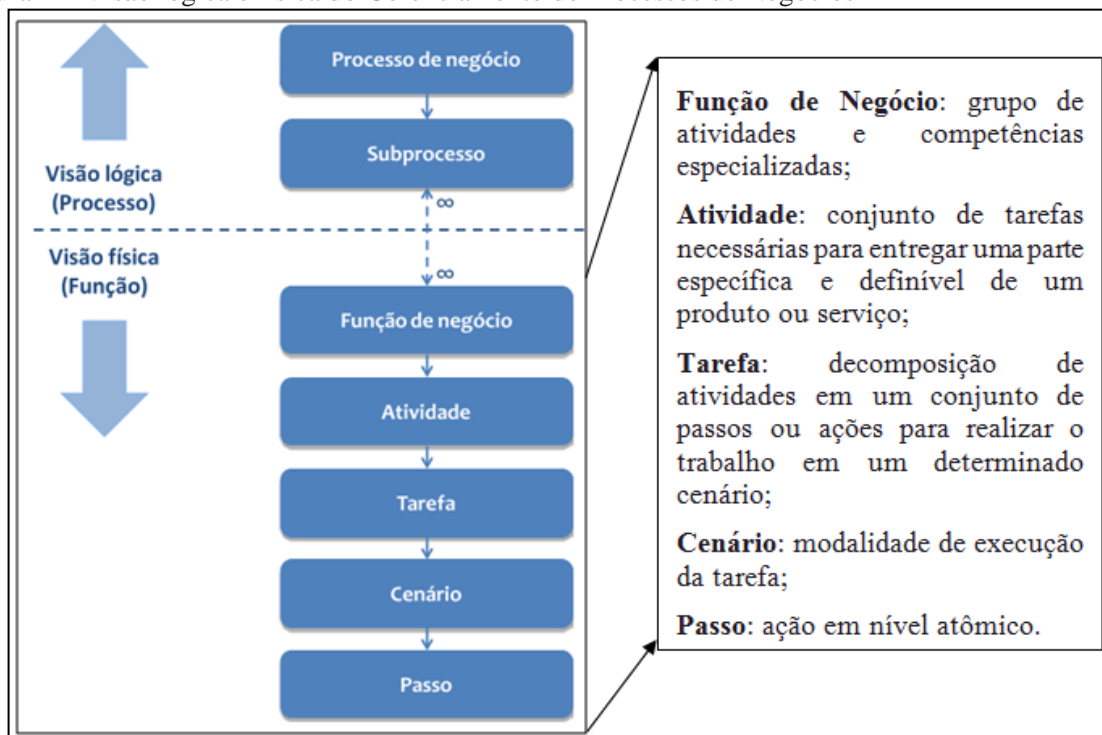 Processo de negócio
Subprocesso
Visão lógica
(Processo)
∞
Visão física
(Função)
∞
Função de negócio
Atividade
Tarefa
Cenário
Passo
Função de Negócio: grupo de
atividades e competências
especializadas;
Atividade: conjunto de tarefas
necessárias para entregar uma parte
específica e definível de um
produto ou serviço;
Tarefa: decomposição de
atividades em um conjunto de
passos ou ações para realizar o
trabalho em um determinado
cenário;
Cenário: modalidade de execução
da tarefa;
Passo: ação em nível atômico.